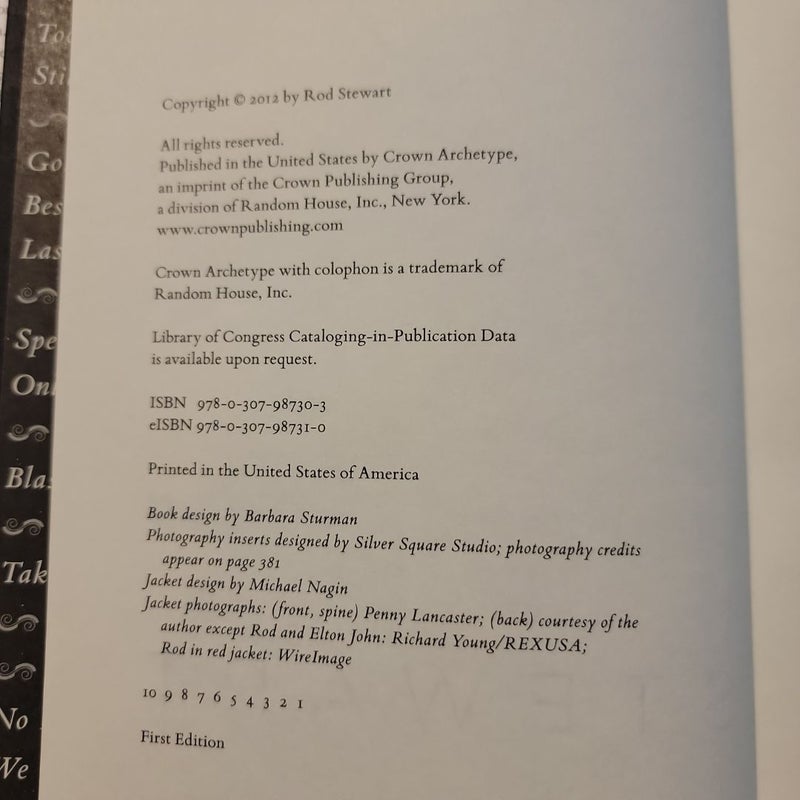 Copyright © 2012 by Rod Stewart
All rights reserved.
Published in the United States by Crown Archetype,
an imprint of the Crown Publishing Group,
a division of Random House, Inc., New York.
www.crownpublishing.com
Crown Archetype with colophon is a trademark of
Random House, Inc.
Library of Congress Cataloging-in-Publication Data
is available upon request.
ISBN 978-0-307-98730-3
eISBN 978-0-307-98731-0
Printed in the United States of America
Book design by Barbara Sturman
Photography inserts designed by Silver Square Studio; photography credits
appear on page 381
Jacket design by Michael Nagin
Jacket photographs: (front, spine) Penny Lancaster; (back) courtesy of the
author except Rod and Elton John: Richard Young/REXUSA;
Rod in red jacket: WireImage
10 9 8 7 6 5 4 3 2 1
First Edition
Go
No
We